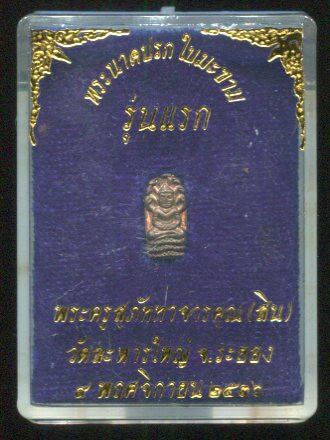 พระนาคปรก ใบมะขาม
รุ่นแรก
พระครูสุภัททาจารคุณ (สิน)
วัดละหารใหญ่ จ.ระยอง
๙ พฤศจิกายน ๒๕๓๖